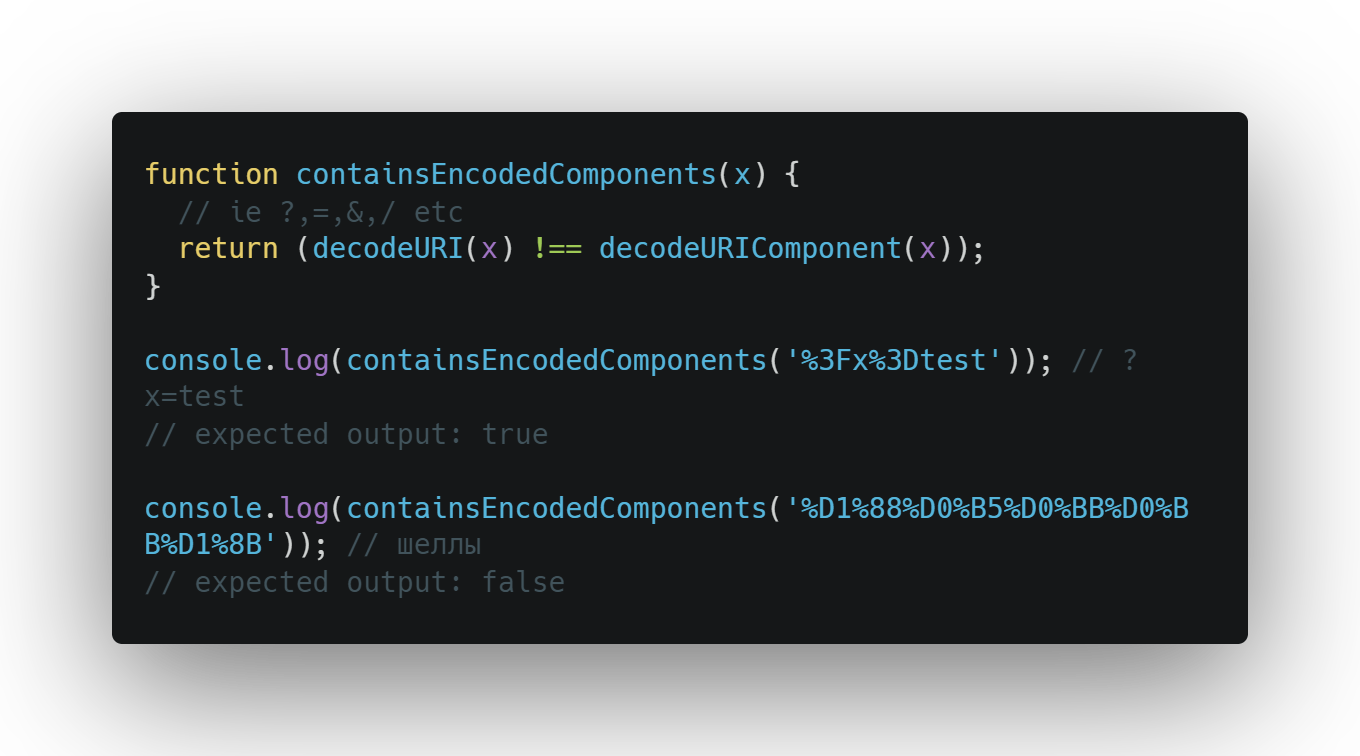 function containsEncodedComponents(x) {
  // ie ?,=,&,/ etc
  return (decodeURI(x) !== decodeURIComponent(x));
}

console.log(containsEncodedComponents('%3Fx%3Dtest')); // ?
x=test
// expected output: true

console.log(containsEncodedComponents('%D1%88%D0%B5%D0%BB%D0%B
B%D1%8B')); // шеллы
// expected output: false